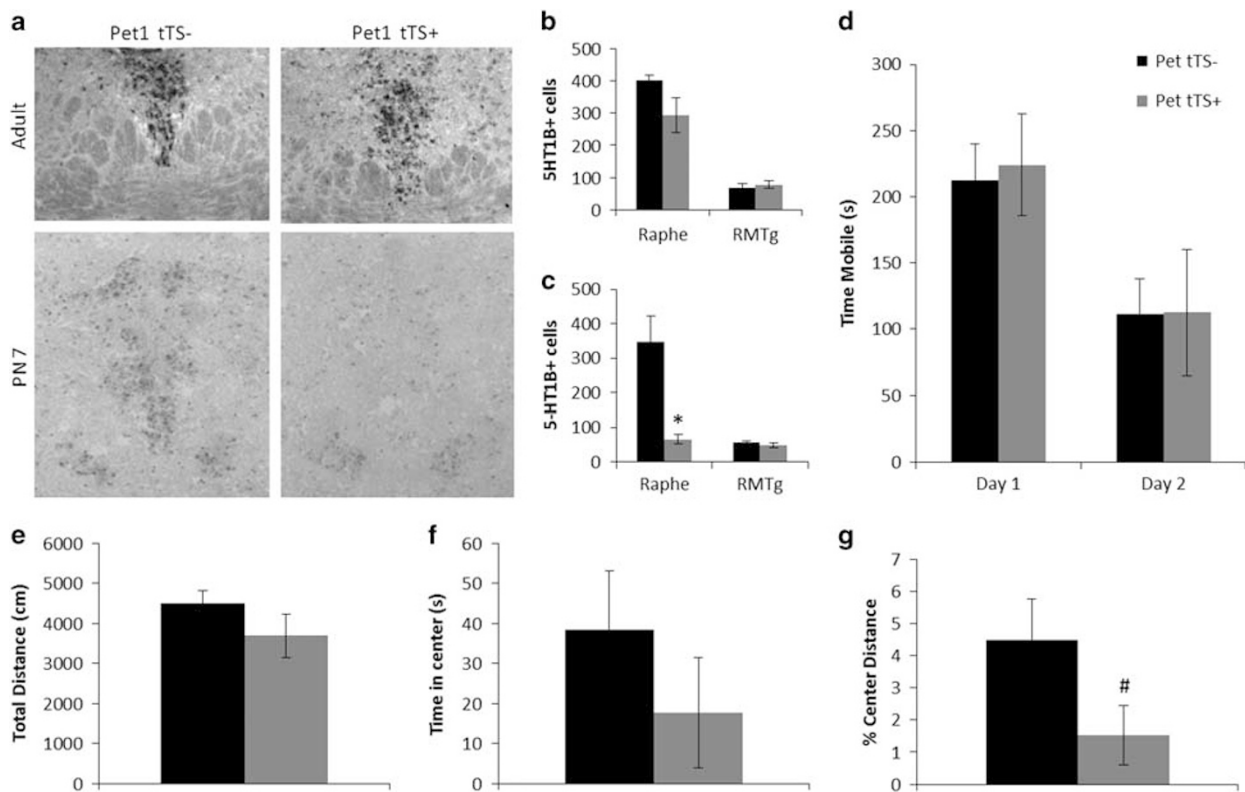 a
Pet1 tTS-
Pet1 tTS+
Adult
PN 7
b
5HT1B+ cells
500
400
300
200
100
0
Raphe
RMTg
c
5-HT1B+ cells
500
400
300
200
100
0
*
Raphe
RMTg
d
Time Mobile (s)
300
250
200
150
100
50
0
Pet tTS-
Pet tTS+
Day 1
Day 2
e
Total Distance (cm)
6000
5000
4000
3000
2000
1000
0
f
Time in center (s)
60
50
40
30
20
10
0
g
% Center Distance
7
6
5
4
3
2
1
0
#